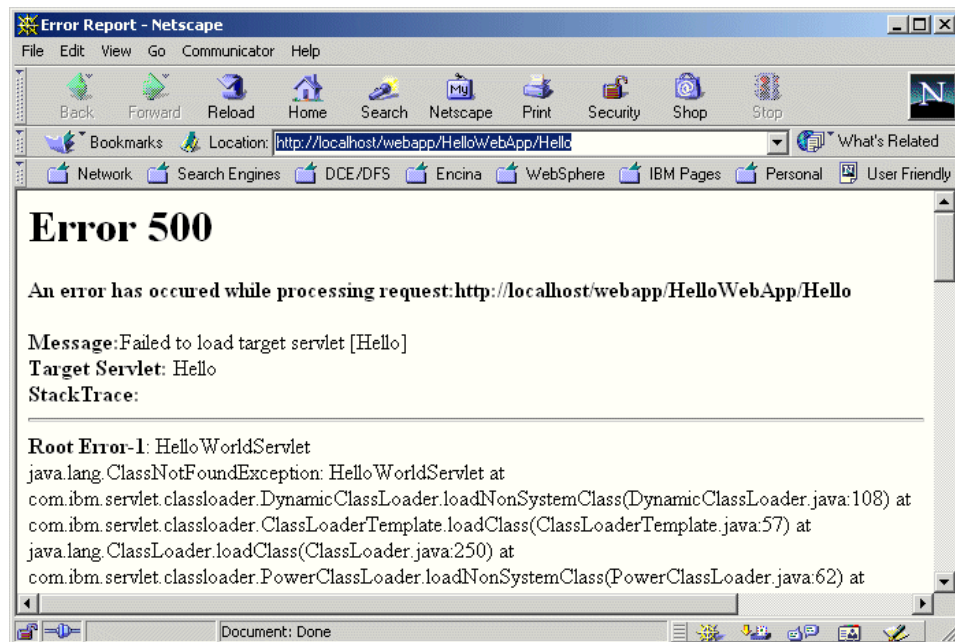 Error Report - Netscape
File Edit View Go Communicator Help
Back Forward Reload Home Search Netscape Print Security Shop Stop
My
N
Bookmarks Location: http://localhost/webapp/HelloWebApp/Hello What's Related
Network Search Engines DCE/DFS Encina WebSphere IBM Pages Personal User Friendly
Error 500
An error has occured while processing request:http://localhost/webapp/HelloWebApp/Hello
Message:Failed to load target servlet [Hello]
Target Servlet: Hello
StackTrace:
Root Error-1: HelloWorldServlet
java.lang.ClassNotFoundException: HelloWorldServlet at
com.ibm.servlet.classloader.DynamicClassLoader.loadNonSystemClass(DynamicClassLoader.java:108) at
com.ibm.servlet.classloader.ClassLoaderTemplate.loadClass(ClassLoaderTemplate.java:57) at
java.lang.ClassLoader.loadClass(ClassLoader.java:250) at
com.ibm.servlet.classloader.PowerClassLoader.loadNonSystemClass(PowerClassLoader.java:62) at
Document: Done